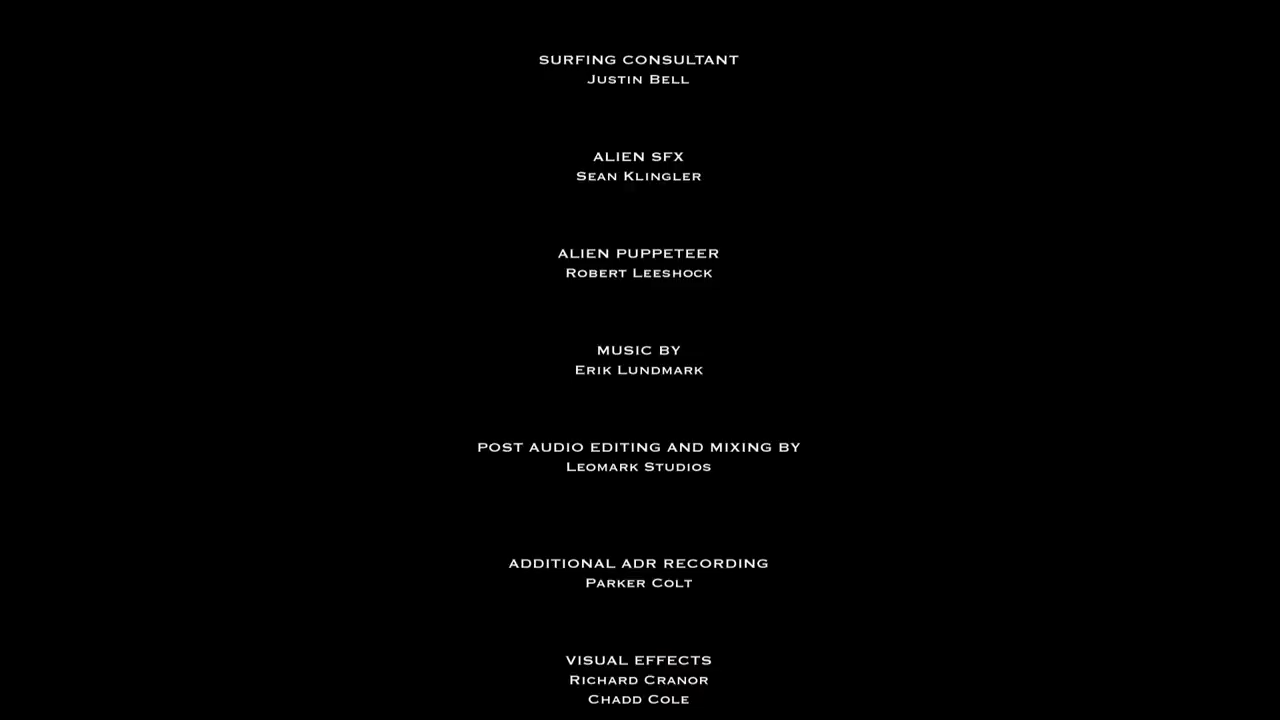 SURFING CONSULTANT
JUSTIN BELL
ALIEN SFX
SEAN KLINGLER
ALIEN PUPPETEER
ROBERT LEESHOCK
MUSIC BY
ERIK LUNDMARK
POST AUDIO EDITING AND MIXING BY
LEOMARK STUDIOS
ADDITIONAL ADR RECORDING
PARKER COLT
VISUAL EFFECTS
RICHARD CRANOR
CHADD COLE